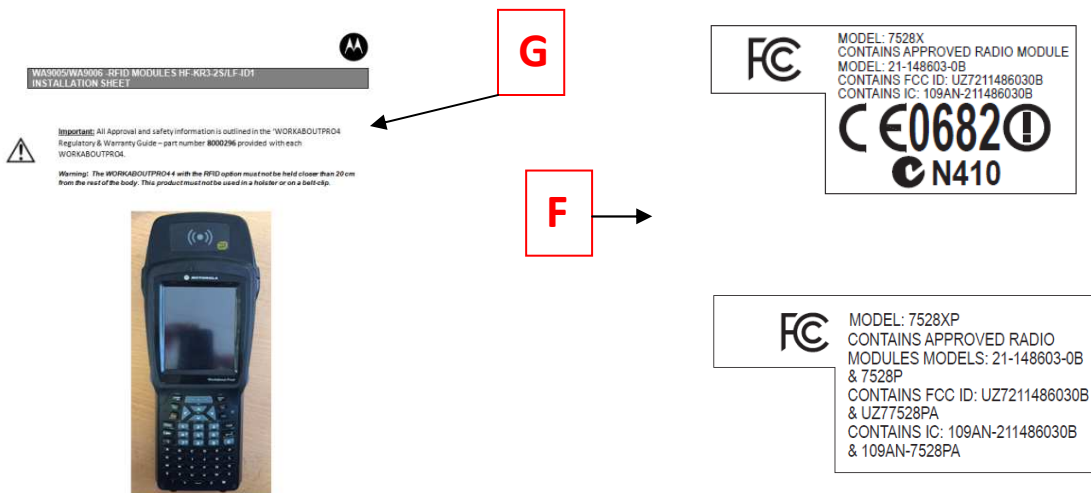 WA9005/WA9006 -RFID MODULES HF-KR3-2S/LF-ID1
INSTALLATION SHEET
Important: All Approval and safety information is outlined in the 'WORKABOUTPRO4
Regulatory & Warranty Guide – part number 8000296 provided with each
WORKABOUTPRO4.
Warning: The WORKABOUTPRO4 4 with the RFID option must not be held closer than 20 cm
from the rest of the body. This product must not be used in a holster or on a belt-clip.
MOTOROLA
G
F
FC
MODEL: 7528X
CONTAINS APPROVED RADIO MODULE
MODEL: 21-148603-0B
CONTAINS FCC ID: UZ7211486030B
CONTAINS IC: 109AN-211486030B
CE0682
N410
FC
MODEL: 7528XP
CONTAINS APPROVED RADIO
MODULES MODELS: 21-148603-0B
& 7528P
CONTAINS FCC ID: UZ7211486030B
& UZ77528PA
CONTAINS IC: 109AN-211486030B
& 109AN-7528PA